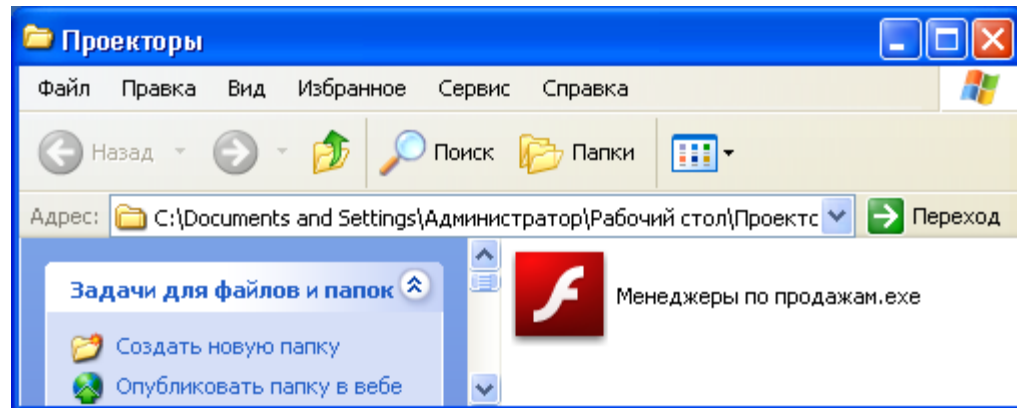 Проекторы
Файл Правка Вид Избранное Сервис Справка
Назад Поиск Папки
Адрес: C:\Documents and Settings\Администратор\Рабочий стол\Проектс Переход
Задачи для файлов и папок
Создать новую папку
Опубликовать папку в вебе
Менеджеры по продажам.exe